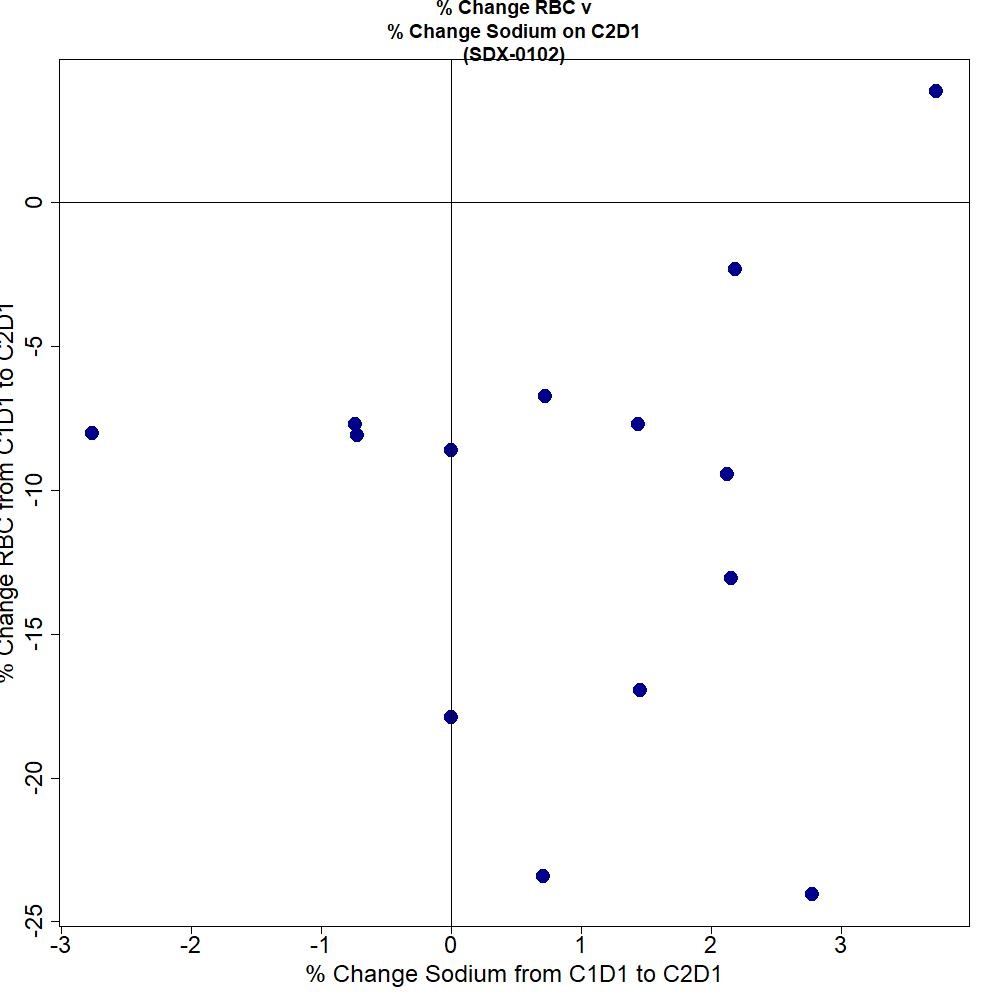 % Change RBC v
% Change Sodium on C2D1
(SDX-0102)
% Change RBC from C1D1 to C2D1
0
-5
-10
-15
-20
-25
-3
-2
-1
0
1
2
3
% Change Sodium from C1D1 to C2D1